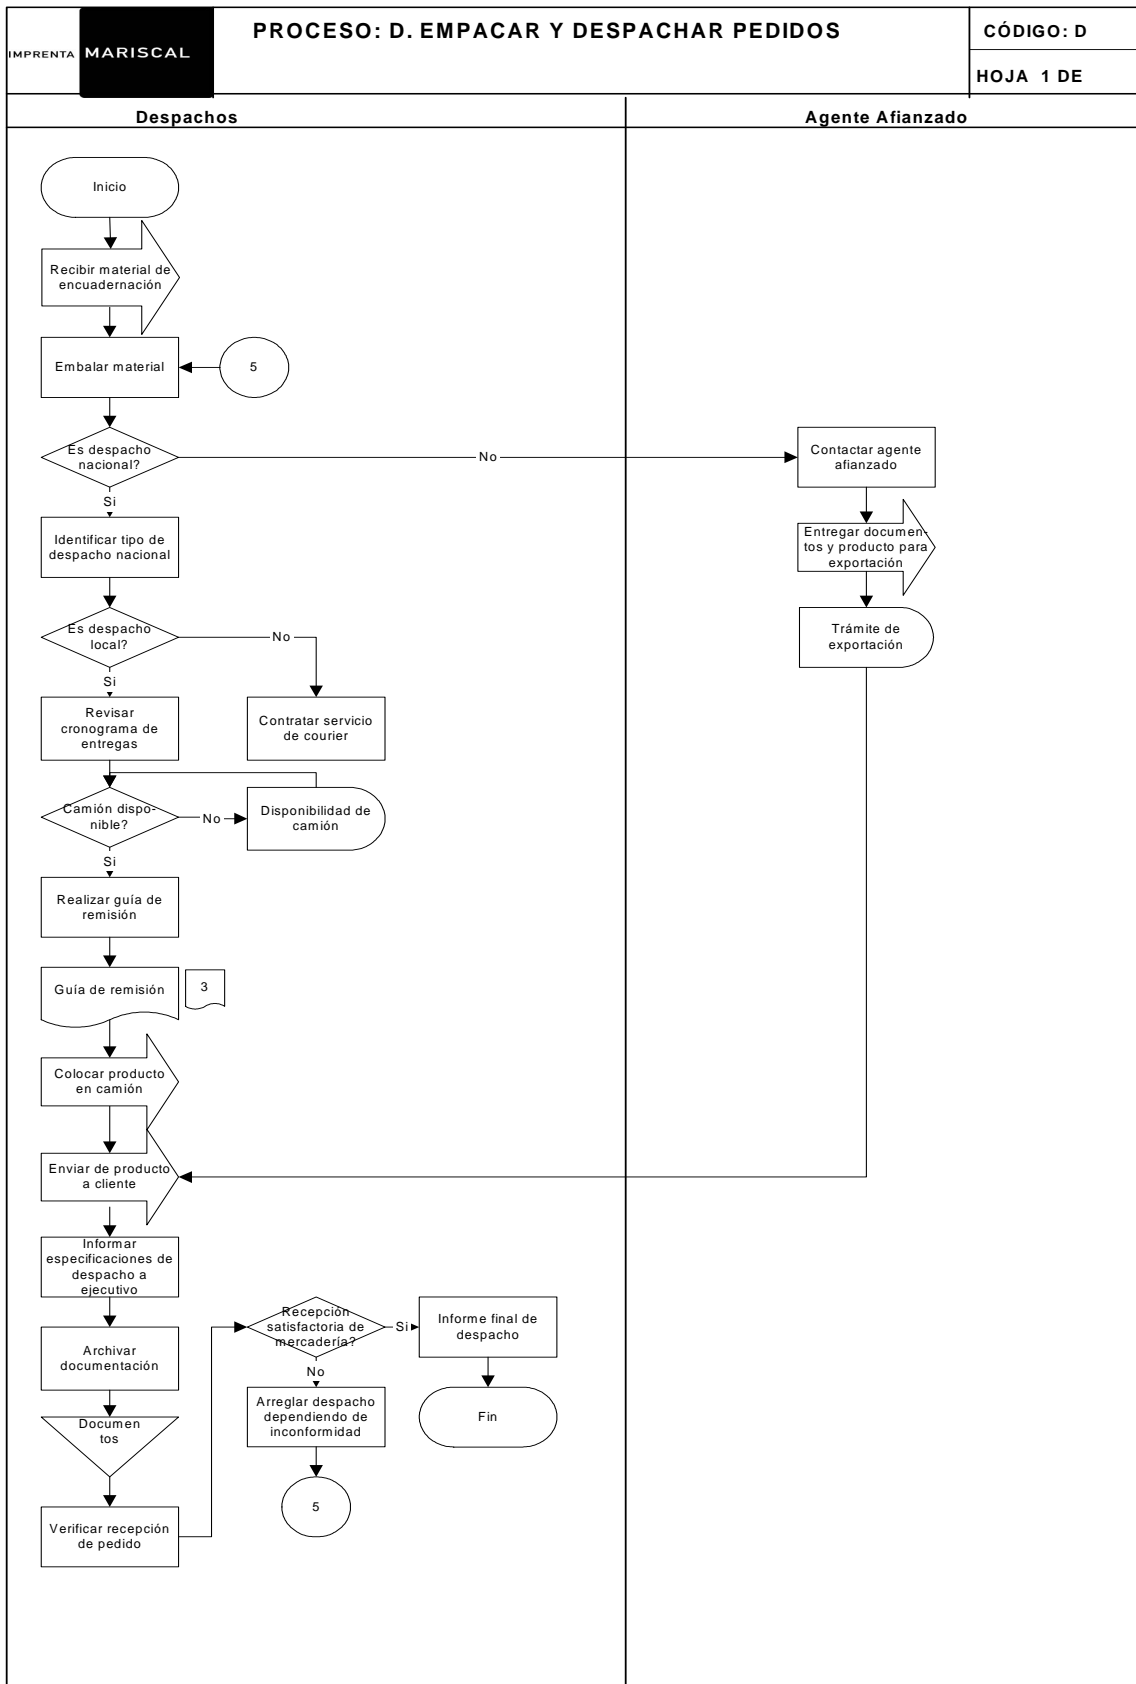 IMPRENTA MARISCAL
PROCESO: D. EMPACAR Y DESPACHAR PEDIDOS
CÓDIGO: D
HOJA 1 DE
Despachos
Agente Afianzado
Inicio
Recibir material de
encuadernación
Embalar material
5
Es despacho
nacional?
No
Contactar agente
afianzado
Si
Identificar tipo de
despacho nacional
Entregar documen-
tos y producto para
exportación
Es despacho
local?
No
Trámite de
exportación
Si
Revisar
cronograma de
entregas
Contratar servicio
de courier
Camión dispo-
nible?
No
Disponibilidad de
camión
Si
Realizar guía de
remisión
Guía de remisión
3
Colocar producto
en camión
Enviar de producto
a cliente
Informar
especificaciones de
despacho a
ejecutivo
Recepción
satisfactoria de
mercadería?
Si
Informe final de
despacho
Archivar
documentación
No
Arreglar despacho
dependiendo de
inconformidad
Fin
Documen
tos
5
Verificar recepción
de pedido